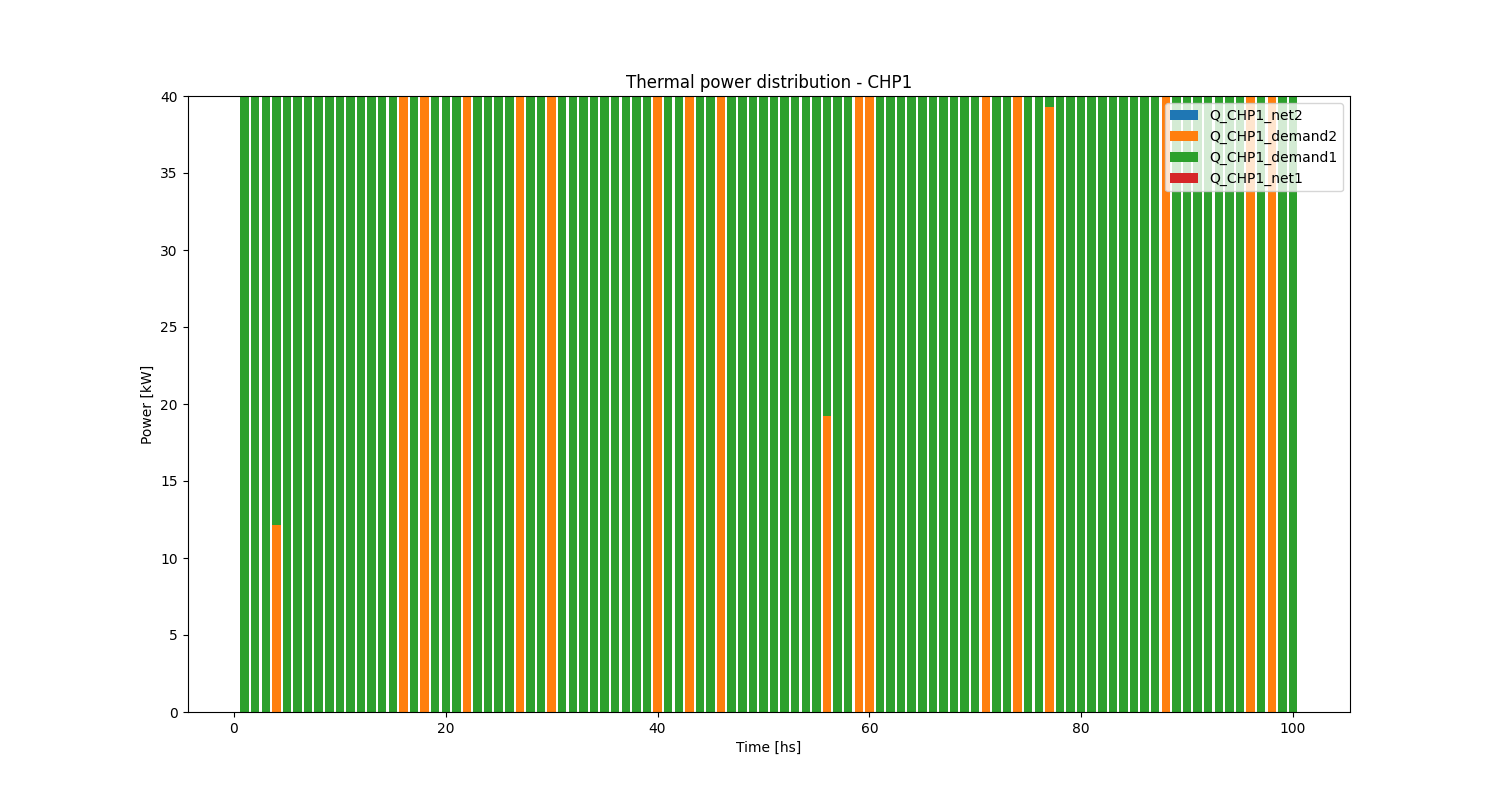 Thermal power distribution - CHP1
40
35
30
25
20
15
10
5
0
Power [kW]
Q_CHP1_net2
Q_CHP1_demand2
Q_CHP1_demand1
Q_CHP1_net1
0 20 40 60 80 100
Time [hs]